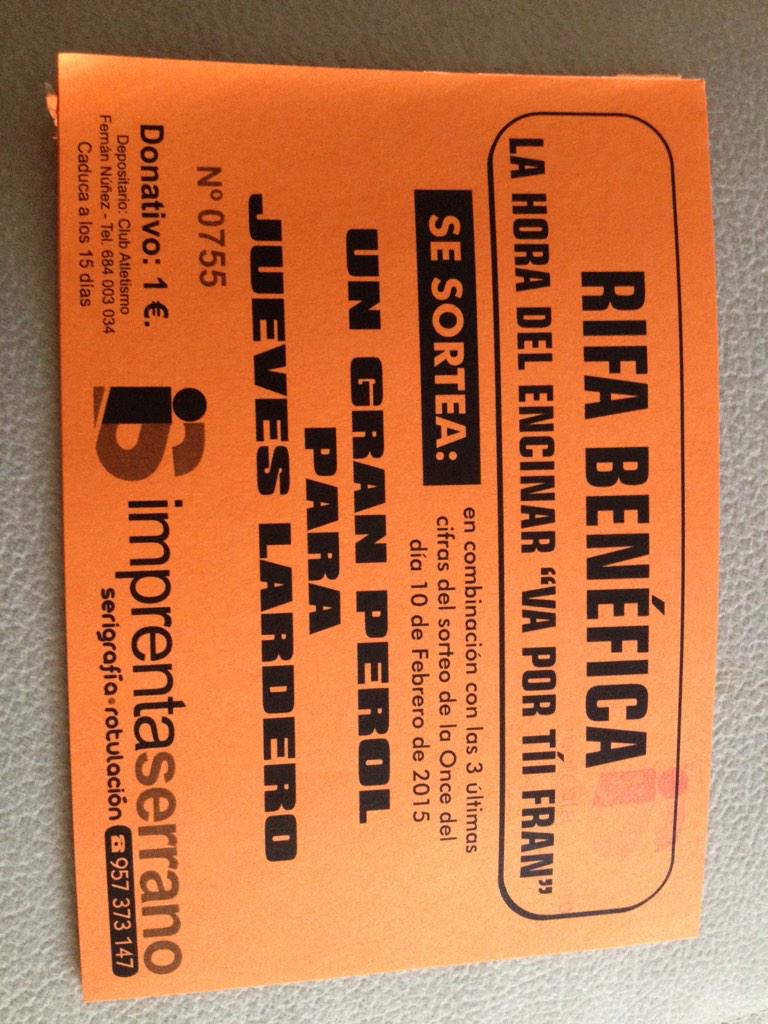 RIFA BENÉFICA
LA HORA DEL ENCINAR “VA POR TÍI FRAN”
SE SORTEA:
en combinación con las 3 últimas
cifras del sorteo de la Once del
día 10 de Febrero de 2015
UN GRAN PEROL
PARA
JUEVES LARDERO
Nº 0755
Donativo: 1 €.
Depositario: Club Atletismo
Fernán Núñez - Tel. 684 003 034
Caduca a los 15 días
iS imprentaserrano
serigrafía•rotulación ☎957 373 147